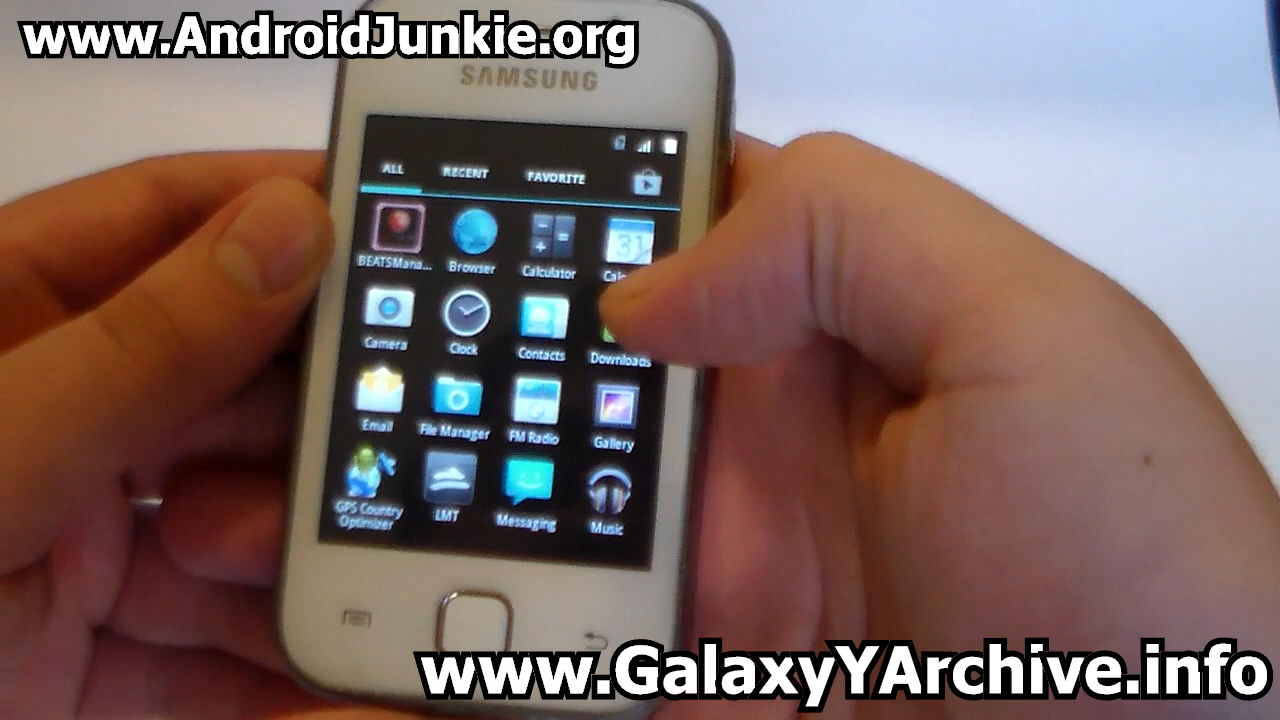 www.AndroidJunkie.org
SAMSUNG
ALL RECENT FAVORITE
31
BEATSMana... Browser Calculator
Camera Clock Contacts Downloads
Email File Manager FM Radio Gallery
GPS Country
Optimizer LMT Messaging Music
www.GalaxyYArchive.info